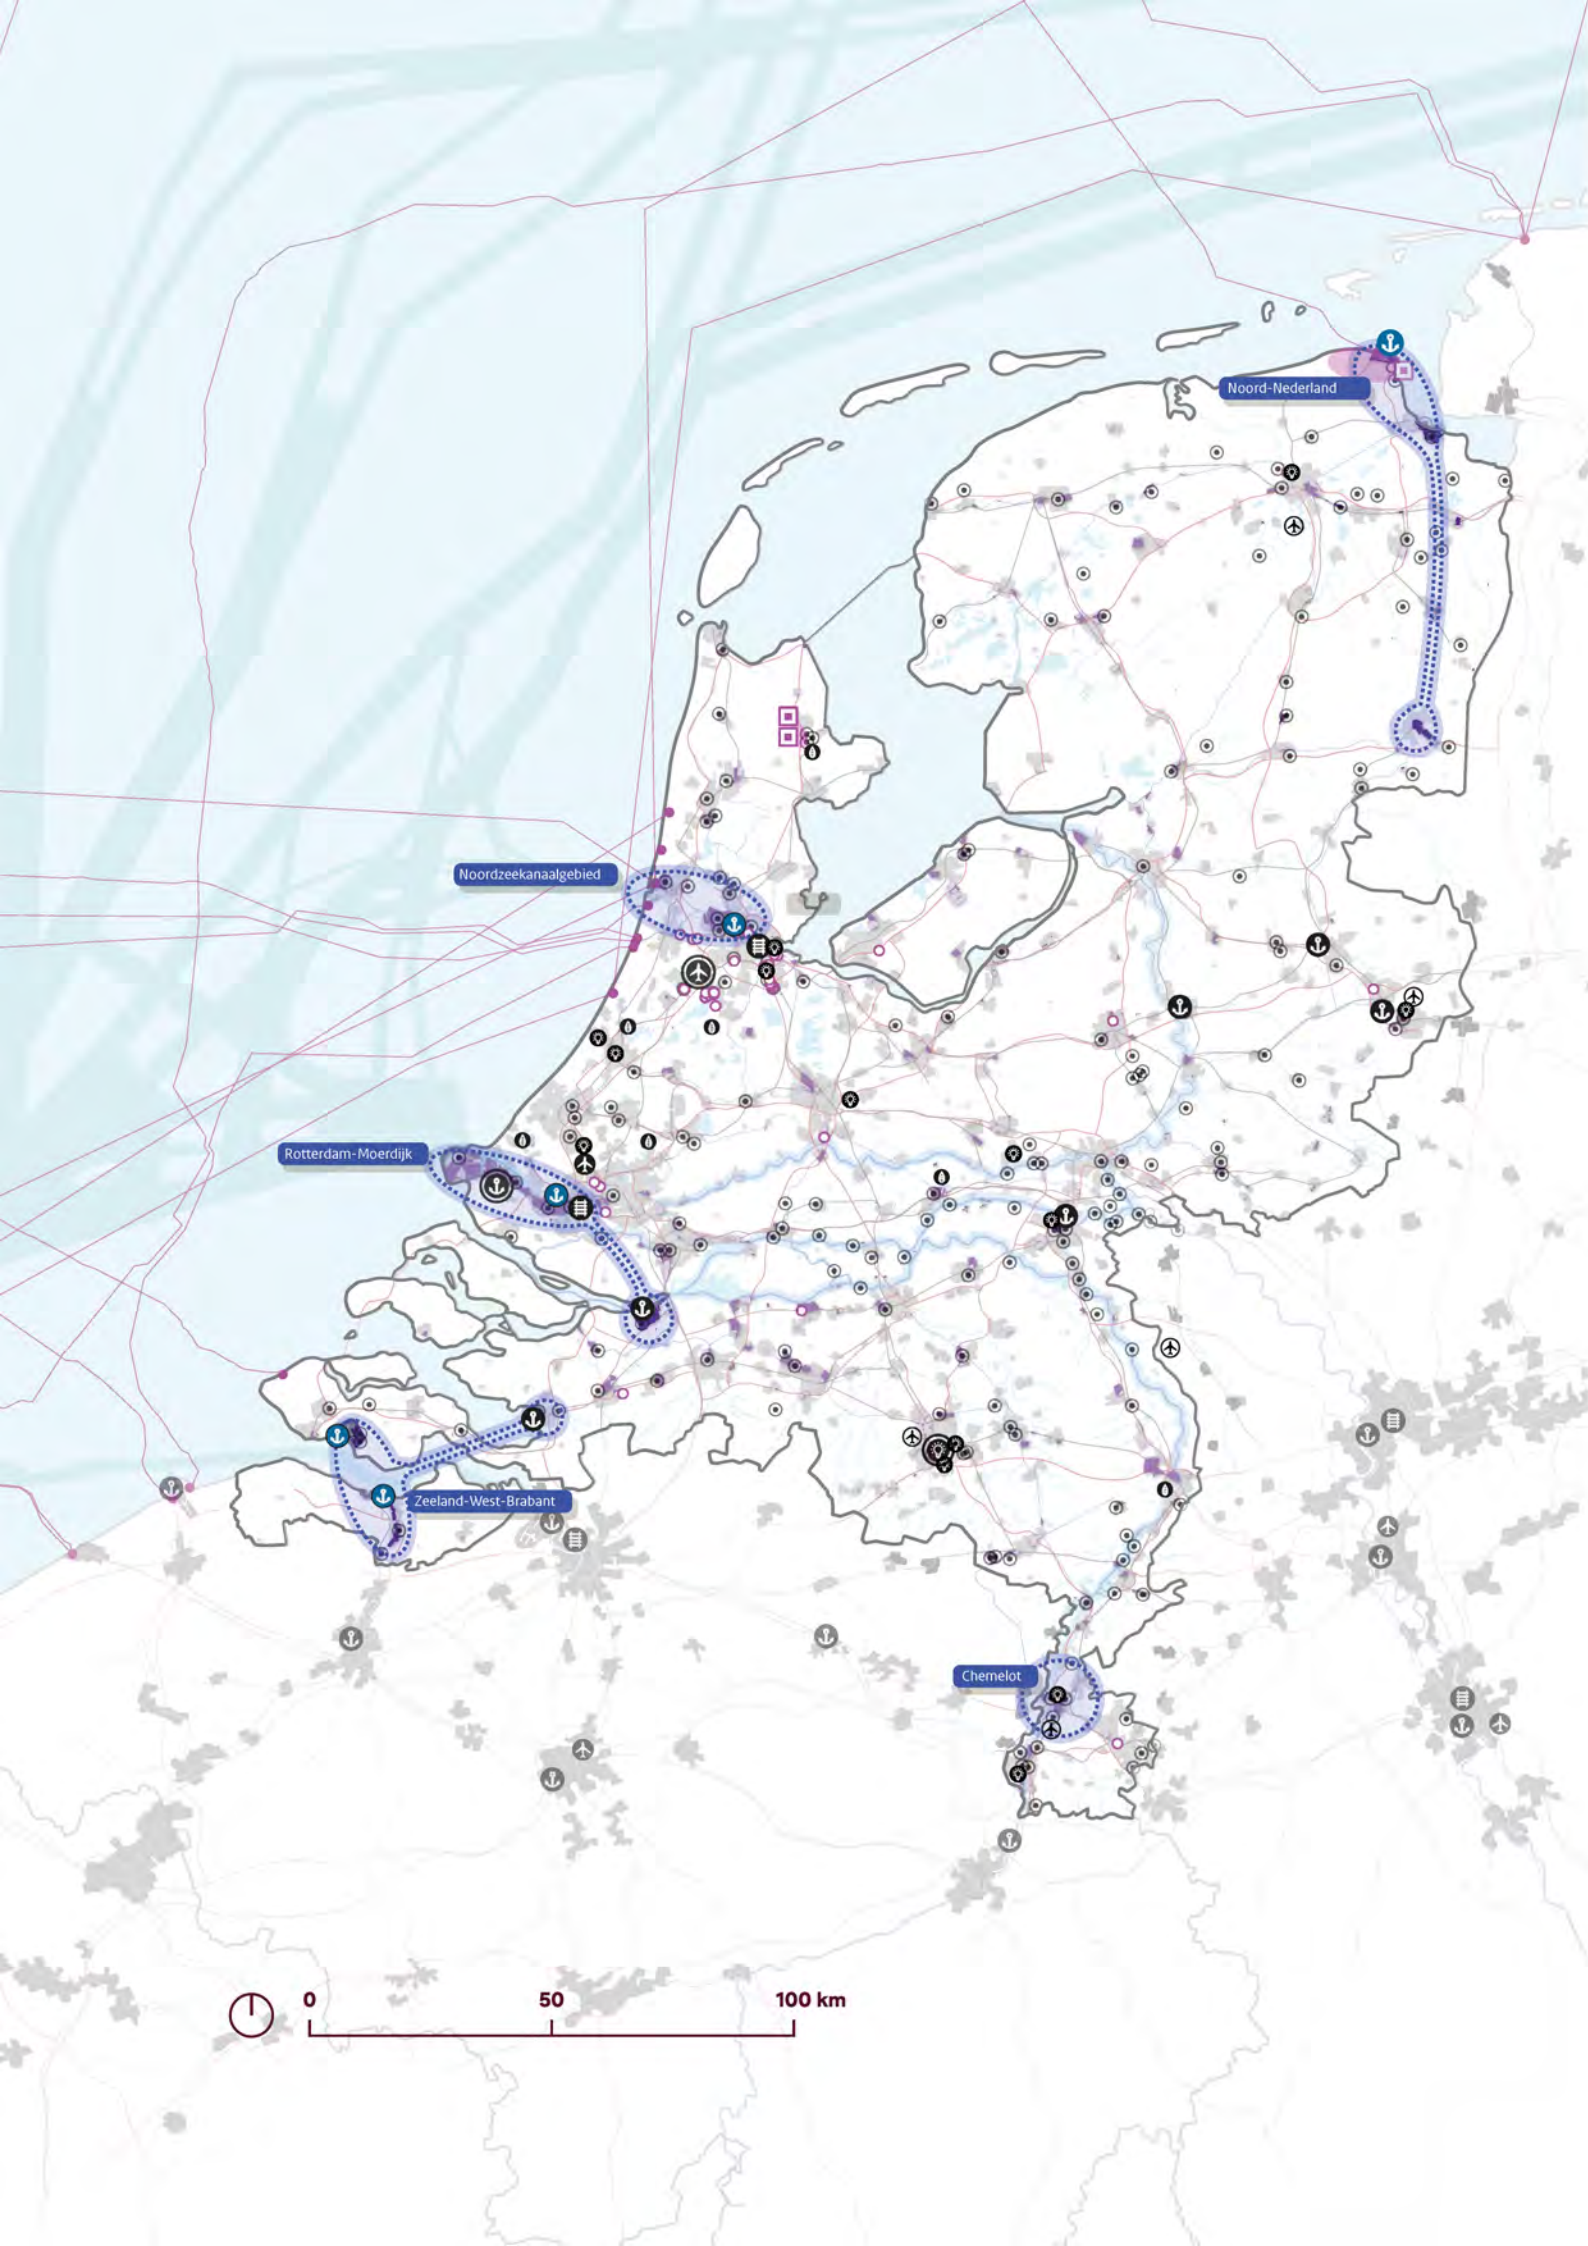 Noord-Nederland
Noordzeekanaalgebied
Rotterdam-Moerdijk
Zeeland-West-Brabant
Chemelot
0 50 100 km